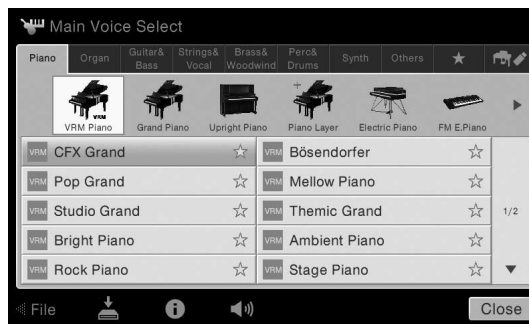 Main Voice Select
Piano Organ Guitar& Bass Strings& Vocal Brass& Woodwind Perc& Drums Synth Others
VRM
VRM Piano Grand Piano Upright Piano Piano Layer Electric Piano FM E.Piano
VRM CFX Grand VRM Bösendorfer
VRM Pop Grand VRM Mellow Piano
VRM Studio Grand VRM Themic Grand 1/2
VRM Bright Piano VRM Ambient Piano
VRM Rock Piano VRM Stage Piano
File Close